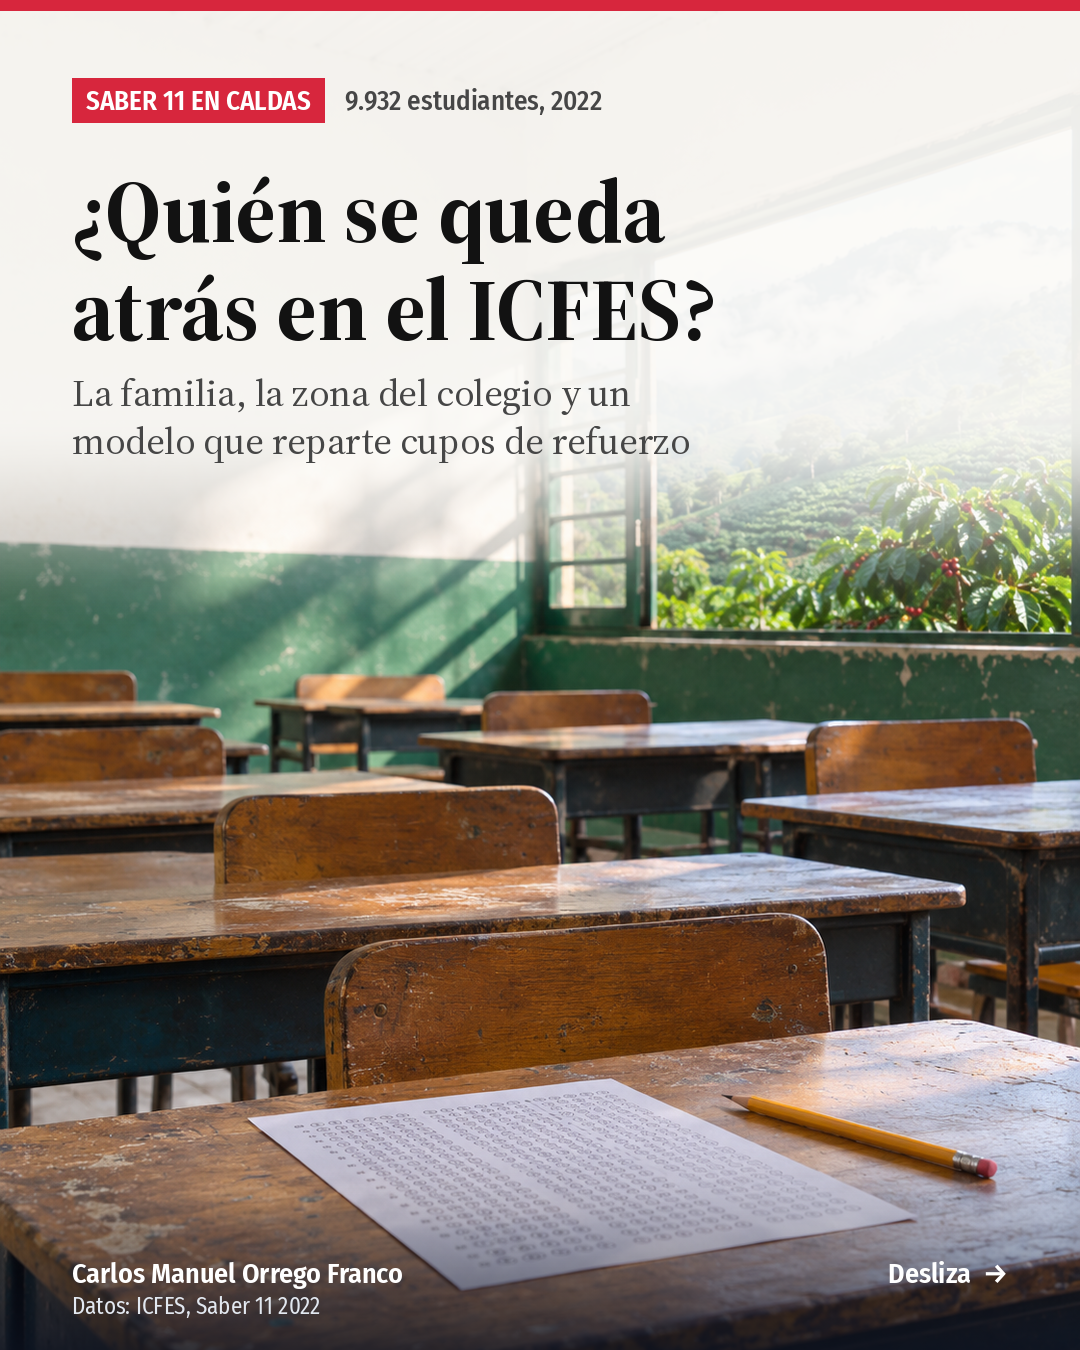 SABER 11 EN CALDAS 9.932 estudiantes, 2022
¿Quién se queda
atrás en el ICFES?
La familia, la zona del colegio y un
modelo que reparte cupos de refuerzo
Carlos Manuel Orrego Franco
Datos: ICFES, Saber 11 2022
Desliza →